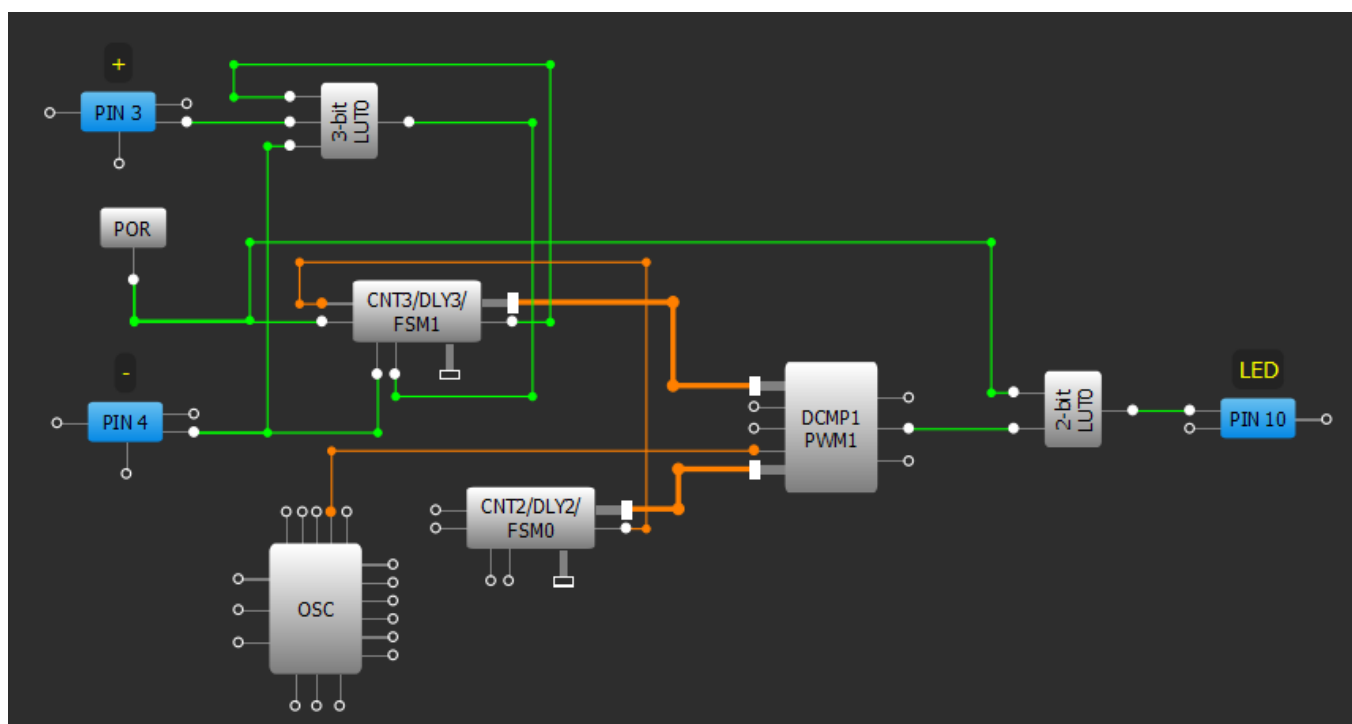 +
PIN 3
3-bit
LUT0
POR
CNT3/DLY3/
FSM1
-
PIN 4
DCMP1
PWM1
2-bit
LUT0
LED
PIN 10
CNT2/DLY2/
FSM0
OSC